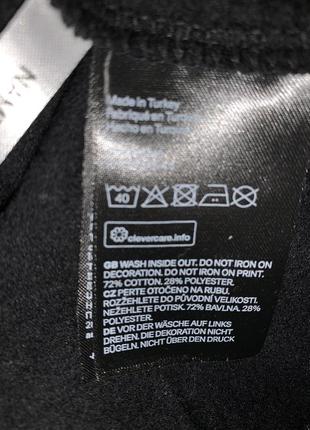 Made in Turkey
Fabriqué en Turquie
Hecho en Turquía
40
clevercare.info
GB WASH INSIDE OUT. DO NOT IRON ON
DECORATION. DO NOT IRON ON PRINT.
72% COTTON. 28% POLYESTER.
CZ PERTE OTOČENO NA RUBU.
ROZŽEHLETE DO PŮVODNÍ VELIKOSTI.
NEŽEHLETE POTISK. 72% BAVLNA. 28%
POLYESTER.
DE VOR DER WÄSCHE AUF LINKS
DREHEN. DIE DEKORATION NICHT
BÜGELN. NICHT ÜBER DEN DRUCK